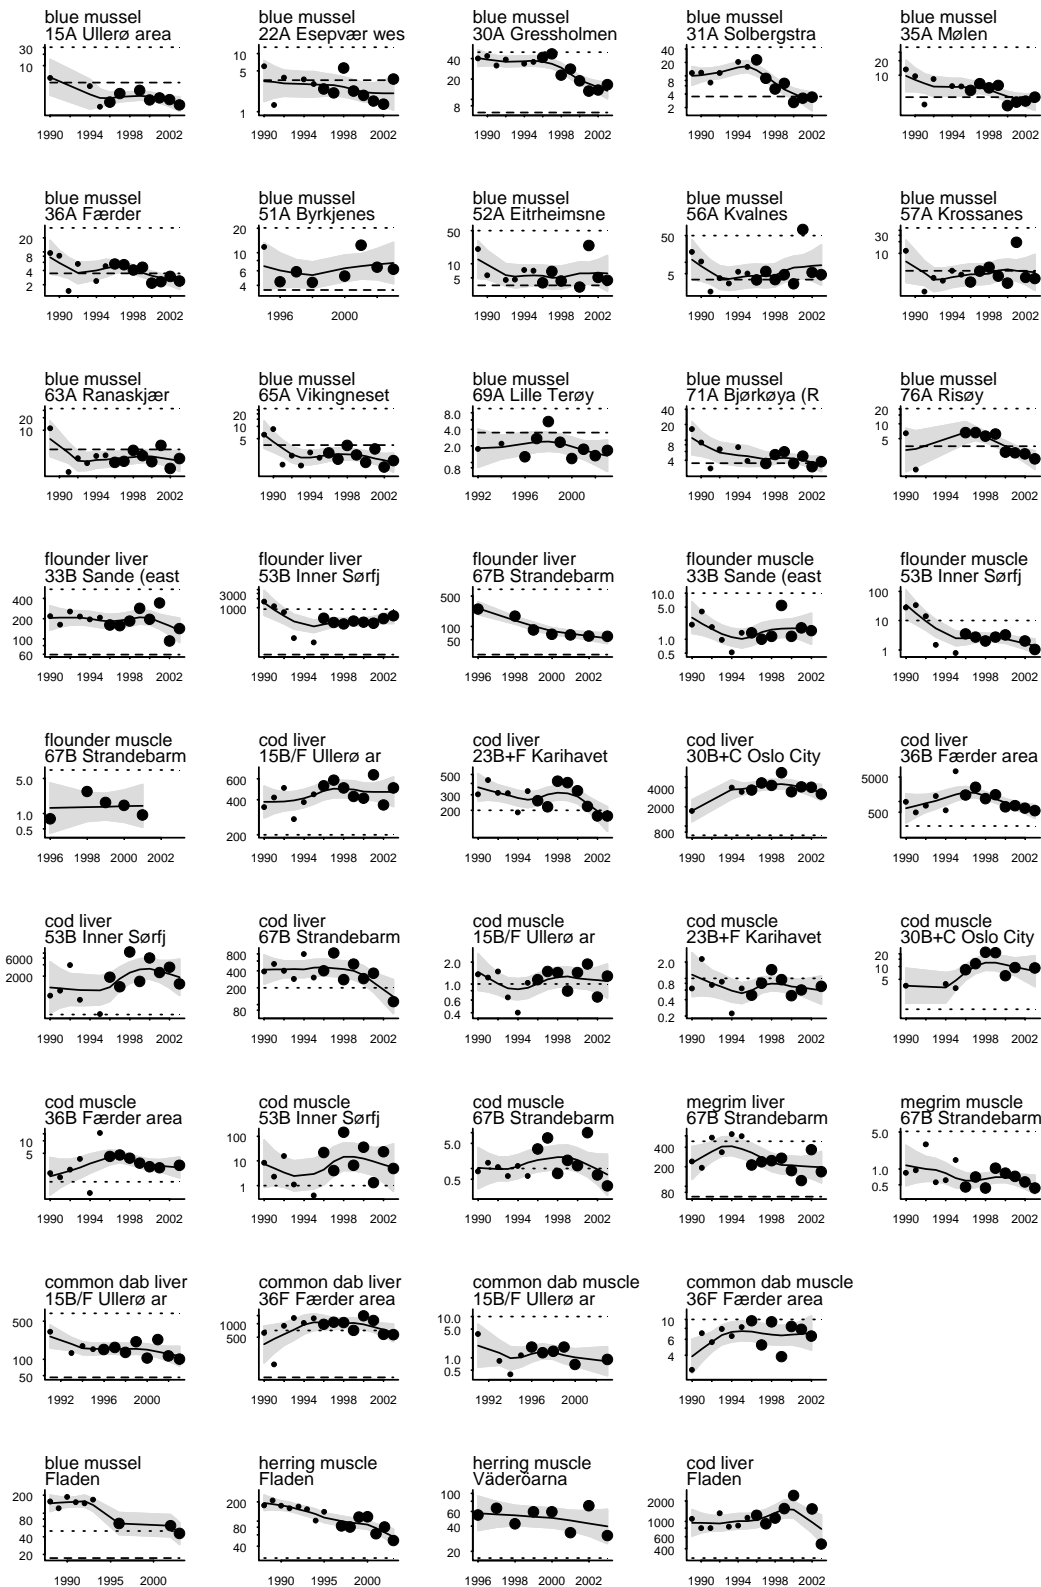 blue mussel
15A Ullerø area
30
10
1990 1994 1998 2002
blue mussel
22A Esepvær wes
10
5
1
1990 1994 1998 2002
blue mussel
30A Gressholmen
40
20
8
1990 1994 1998 2002
blue mussel
31A Solbergstra
40
20
8
4
2
1990 1994 1998 2002
blue mussel
35A Mølen
20
10
1990 1994 1998 2002
blue mussel
36A Færder
20
8
4
2
1990 1994 1998 2002
blue mussel
51A Byrkjenes
20
10
6
4
1996 2000
blue mussel
52A Eitrheimsne
50
10
5
1990 1994 1998 2002
blue mussel
56A Kvalnes
50
5
1990 1994 1998 2002
blue mussel
57A Krossanes
30
10
1990 1994 1998 2002
blue mussel
63A Ranaskjær
20
10
1990 1994 1998 2002
blue mussel
65A Vikingneset
20
5
1990 1994 1998 2002
blue mussel
69A Lille Terøy
8.0
4.0
2.0
0.8
1992 1996 2000
blue mussel
71A Bjørkøya (R
40
20
8
4
1990 1994 1998 2002
blue mussel
76A Risøy
20
5
1990 1994 1998 2002
flounder liver
33B Sande (east
400
200
100
60
1990 1994 1998 2002
flounder liver
53B Inner Sørfj
3000
1000
1990 1994 1998 2002
flounder liver
67B Strandebarm
500
100
50
1996 1998 2000 2002
flounder muscle
33B Sande (east
10.0
3.0
1.0
0.5
1990 1994 1998 2002
flounder muscle
53B Inner Sørfj
100
10
1
1990 1994 1998 2002
flounder muscle
67B Strandebarm
5.0
1.0
0.5
1996 1998 2000 2002
cod liver
15B/F Ullerø ar
600
400
200
1990 1994 1998 2002
cod liver
23B+F Karihavet
500
300
200
1990 1994 1998 2002
cod liver
30B+C Oslo City
4000
2000
800
1990 1994 1998 2002
cod liver
36B Færder area
5000
500
1990 1994 1998 2002
cod liver
53B Inner Sørfj
6000
2000
1990 1994 1998 2002
cod liver
67B Strandebarm
800
400
200
80
1990 1994 1998 2002
cod muscle
15B/F Ullerø ar
2.0
1.0
0.6
0.4
1990 1994 1998 2002
cod muscle
23B+F Karihavet
2.0
0.8
0.4
0.2
1990 1994 1998 2002
cod muscle
30B+C Oslo City
20
10
5
1990 1994 1998 2002
cod muscle
36B Færder area
10
5
1990 1994 1998 2002
cod muscle
53B Inner Sørfj
100
10
1
1990 1994 1998 2002
cod muscle
67B Strandebarm
5.0
0.5
1990 1994 1998 2002
megrim liver
67B Strandebarm
400
200
80
1990 1994 1998 2002
megrim muscle
67B Strandebarm
5.0
1.0
0.5
1990 1994 1998 2002
common dab liver
15B/F Ullerø ar
500
100
50
1992 1996 2000
common dab liver
36F Færder area
1000
500
1990 1994 1998 2002
common dab muscle
15B/F Ullerø ar
10.0
5.0
1.0
0.5
1992 1996 2000
common dab muscle
36F Færder area
10
8
4
1990 1994 1998 2002
blue mussel
Fladen
200
80
40
20
1990 1995 2000
herring muscle
Fladen
200
80
40
1990 1995 2000
herring muscle
Väderöarna
100
60
40
20
1996 1998 2000 2002
cod liver
Fladen
2000
1000
600
400
1990 1994 1998 2002